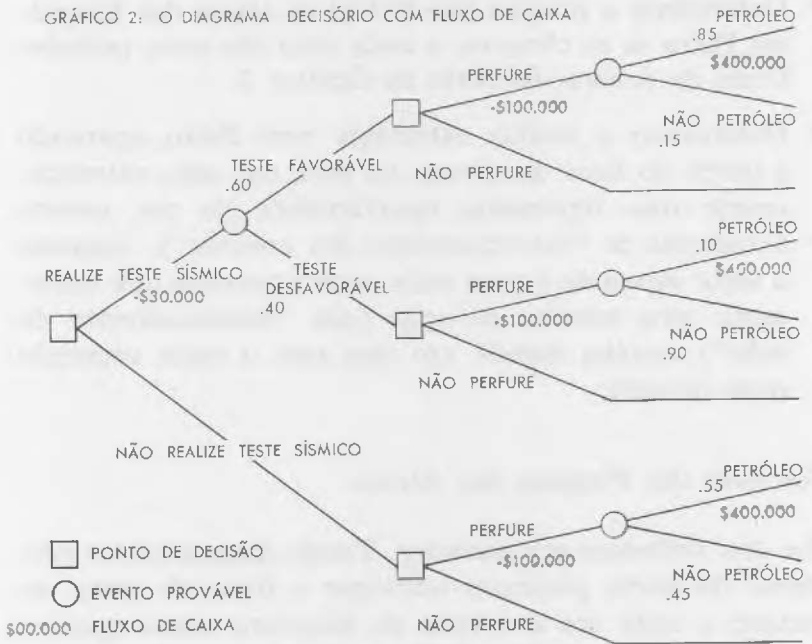 GRÁFICO 2: O DIAGRAMA DECISÓRIO COM FLUXO DE CAIXA
PETRÓLEO
.85
$400.000
PERFURE
-$100.000
NÃO PETRÓLEO
.15
TESTE FAVORÁVEL
.60
NÃO PERFURE
REALIZE TESTE SÍSMICO
-$30.000
TESTE
DESFAVORÁVEL
.40
PETRÓLEO
.10
$400.000
PERFURE
-$100.000
NÃO PETRÓLEO
.90
NÃO PERFURE
NÃO REALIZE TESTE SÍSMICO
PETRÓLEO
.55
$400.000
PERFURE
-$100.000
NÃO PETRÓLEO
.45
NÃO PERFURE
PONTO DE DECISÃO
EVENTO PROVÁVEL
$00.000 FLUXO DE CAIXA